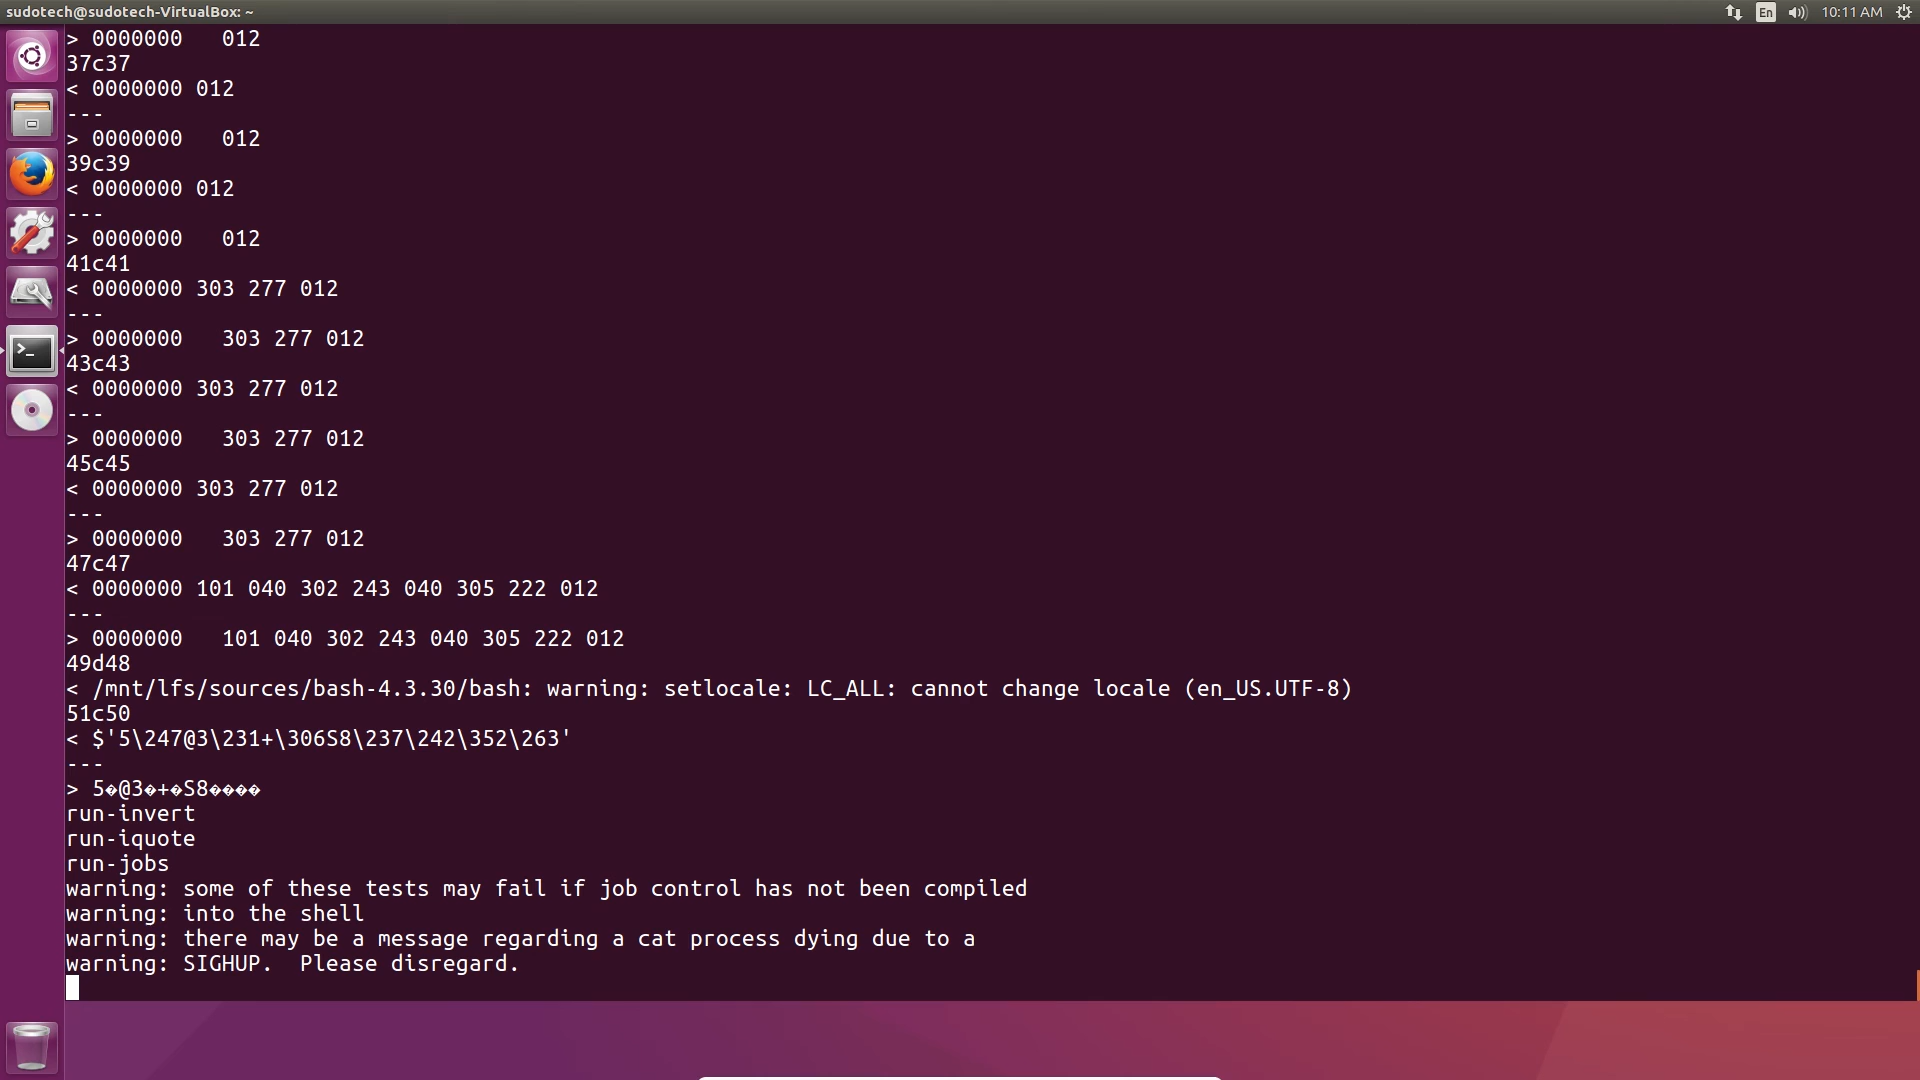 sudotech@sudotech-VirtualBox: ~
En
10:11 AM
> 0000000   012
37c37
< 0000000 012
---
> 0000000   012
39c39
< 0000000 012
---
> 0000000   012
41c41
< 0000000 303 277 012
---
> 0000000   303 277 012
43c43
< 0000000 303 277 012
---
> 0000000   303 277 012
45c45
< 0000000 303 277 012
---
> 0000000   303 277 012
47c47
< 0000000 101 040 302 243 040 305 222 012
---
> 0000000   101 040 302 243 040 305 222 012
49d48
< /mnt/lfs/sources/bash-4.3.30/bash: warning: setlocale: LC_ALL: cannot change locale (en_US.UTF-8)
51c50
< $'5\247@3\231+\306S8\237\242\352\263'
---
> 5�@3�+�S8����
run-invert
run-iquote
run-jobs
warning: some of these tests may fail if job control has not been compiled
warning: into the shell
warning: there may be a message regarding a cat process dying due to a
warning: SIGHUP.  Please disregard.